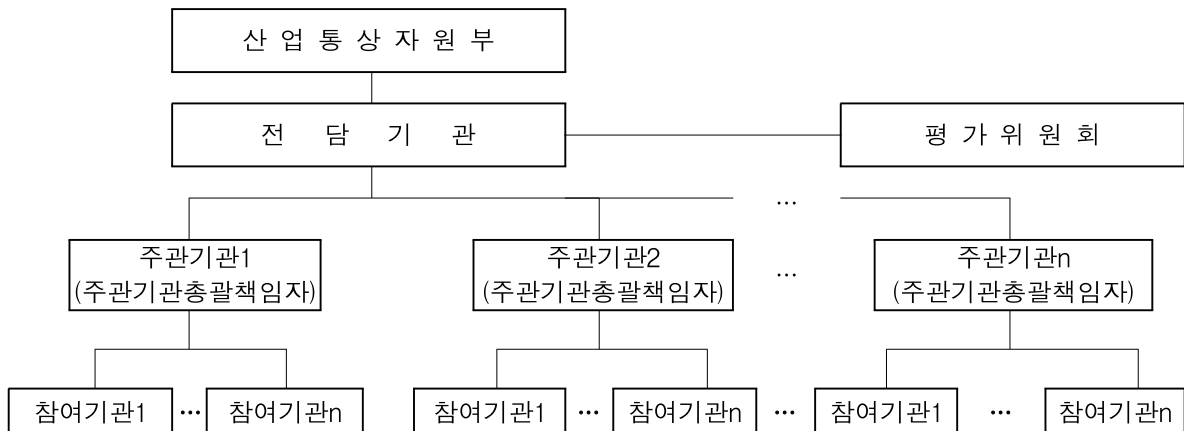 산 업 통 상 자 원 부
전 담 기 관
평 가 위 원 회
...
주관기관1
(주관기관총괄책임자)
주관기관2
(주관기관총괄책임자)
...
주관기관n
(주관기관총괄책임자)
참여기관1 ... 참여기관n
참여기관1 ... 참여기관n ... 참여기관1 ... 참여기관n